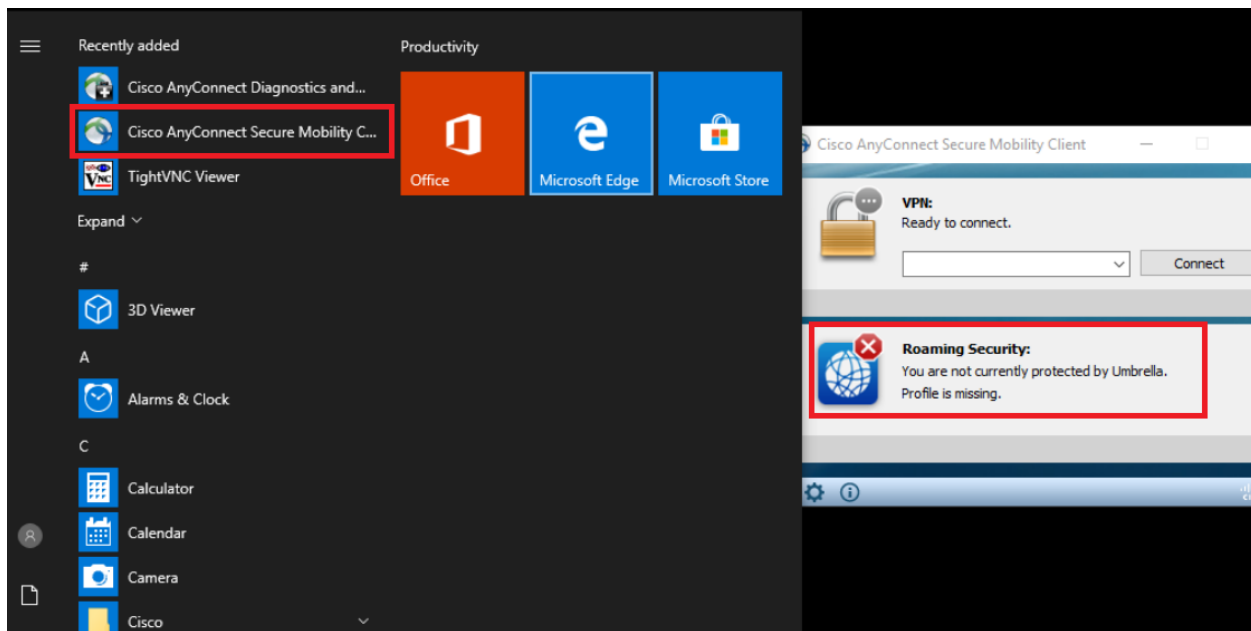 Recently added
Cisco AnyConnect Diagnostics and...
Cisco AnyConnect Secure Mobility C...
VNC
TightVNC Viewer
Expand
#
3D Viewer
A
Alarms & Clock
C
Calculator
Calendar
Camera
Cisco
Productivity
Office
Microsoft Edge
Microsoft Store
Cisco AnyConnect Secure Mobility Client
VPN:
Ready to connect.
Connect
Roaming Security:
You are not currently protected by Umbrella.
Profile is missing.